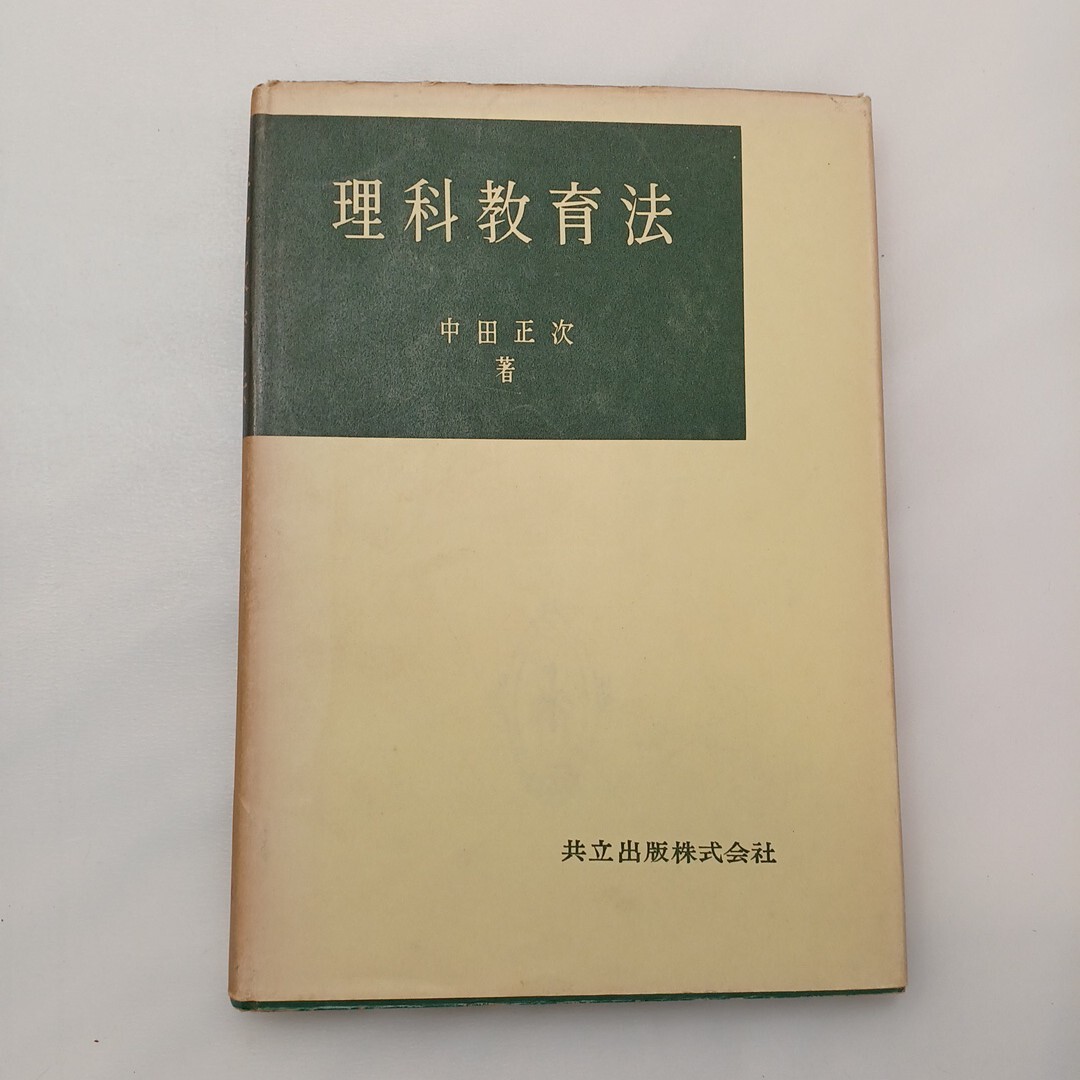 理科教育法
中田正次
著
共立出版株式会社